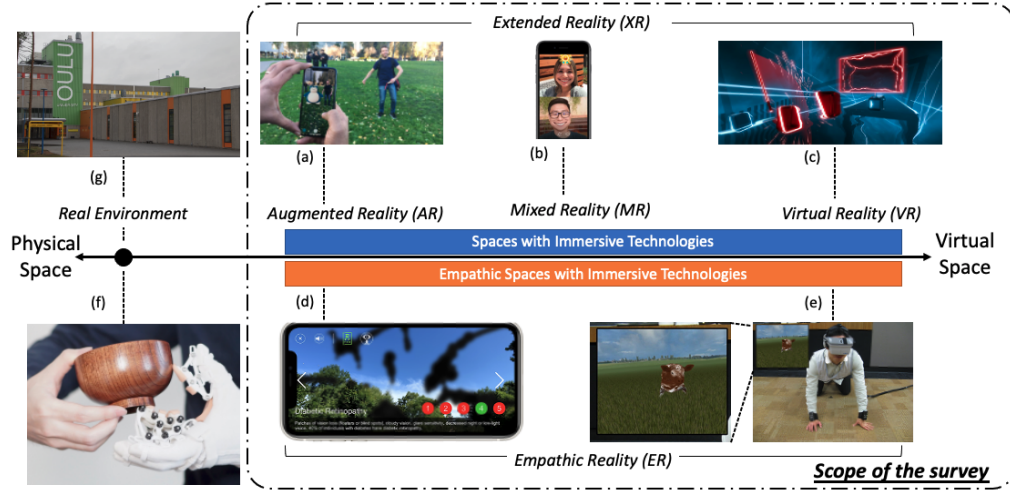 Extended Reality (XR)
OULU
(a)
(b)
(c)
(g)
Real Environment
Augmented Reality (AR)
Mixed Reality (MR)
Virtual Reality (VR)
Physical
Space
Spaces with Immersive Technologies
Empathic Spaces with Immersive Technologies
Virtual
Space
(f)
(d)
(e)
Diabetic Retinopathy
1 2 3 4 5
Empathic Reality (ER)
Scope of the survey